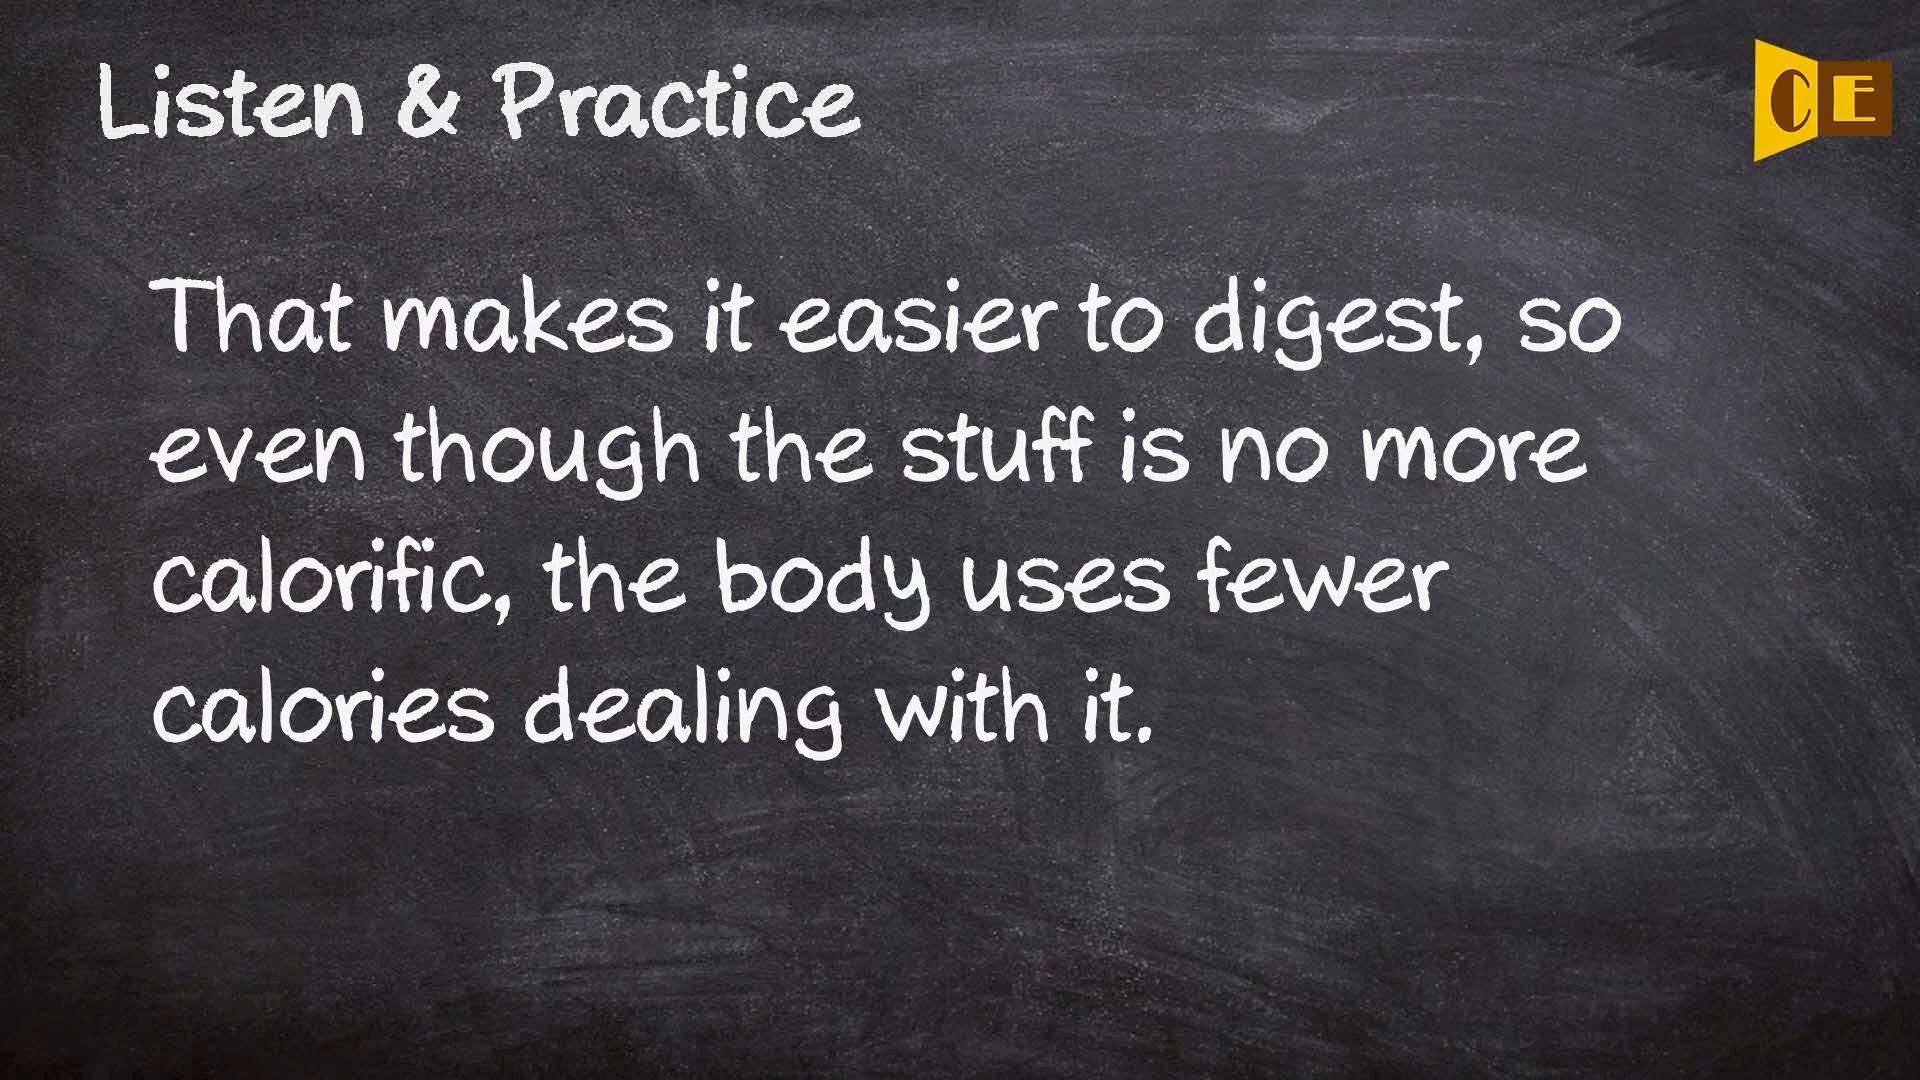 Listen & Practice
CE
That makes it easier to digest, so
even though the stuff is no more
calorific, the body uses fewer
calories dealing with it.